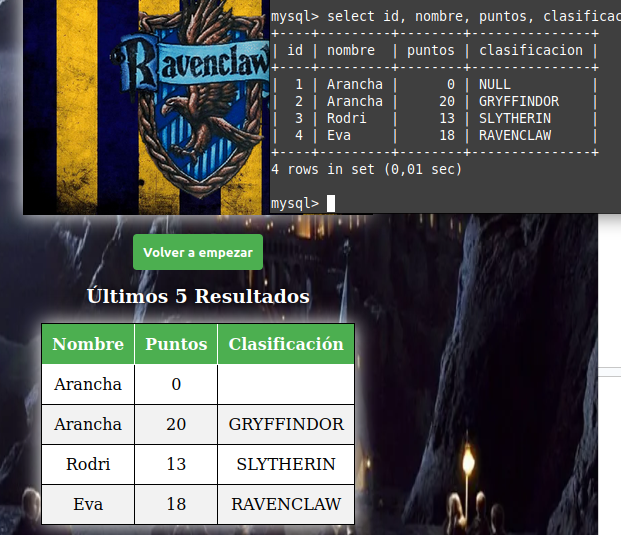 Ravenclaw
mysql> select id, nombre, puntos, clasificac
+----+---------+--------+---------------+
| id | nombre | puntos | clasificacion |
+----+---------+--------+---------------+
| 1 | Arancha | 0 | NULL |
| 2 | Arancha | 20 | GRYFFINDOR |
| 3 | Rodri | 13 | SLYTHERIN |
| 4 | Eva | 18 | RAVENCLAW |
+----+---------+--------+---------------+
4 rows in set (0,01 sec)
mysql>
Volver a empezar
Últimos 5 Resultados
Nombre Puntos Clasificación
Arancha 0
Arancha 20 GRYFFINDOR
Rodri 13 SLYTHERIN
Eva 18 RAVENCLAW